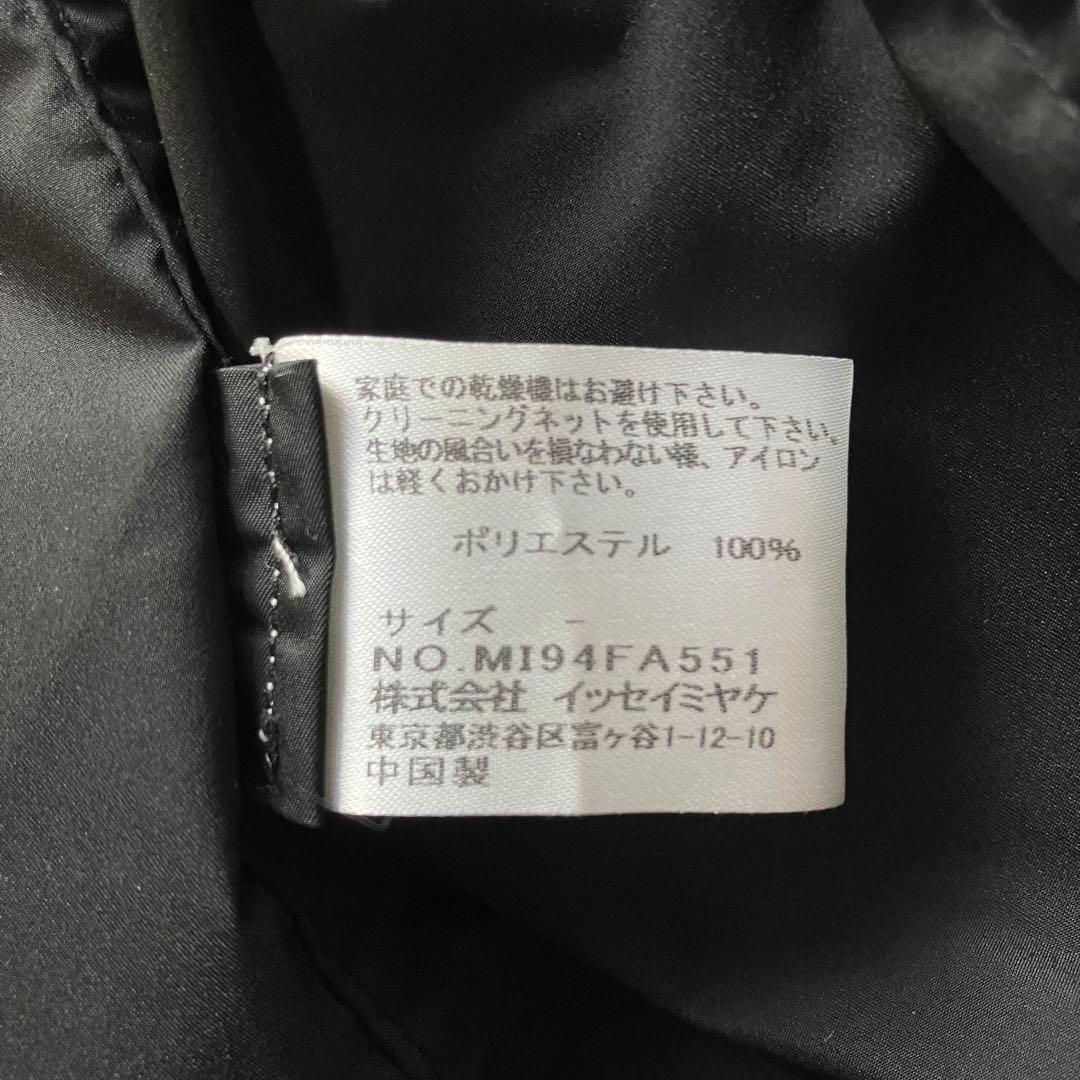 家庭での乾燥機はお避け下さい。
クリーニングネットを使用して下さい。
生地の風合いを損なわない様、アイロン
は軽くおかけ下さい。
ポリエステル 100%
サイズ -
NO.MI94FA551
株式会社 イッセイミヤケ
東京都渋谷区富ヶ谷1-12-10
中国製